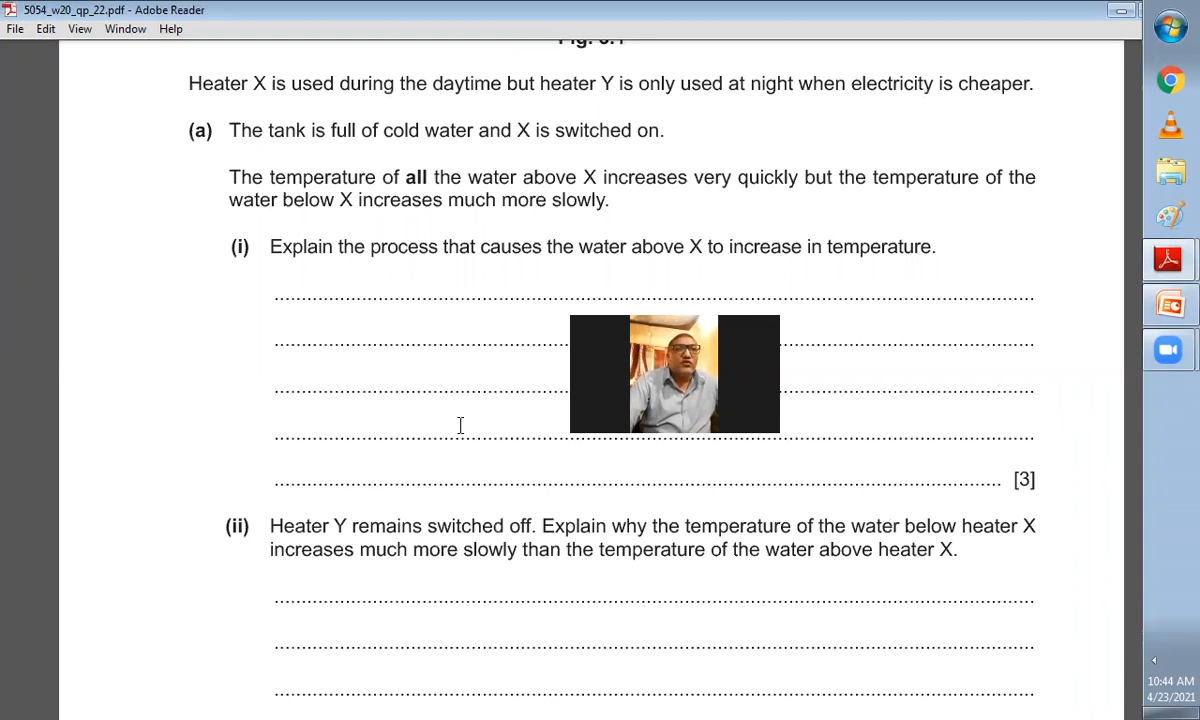 5054_w20_qp_22.pdf - Adobe Reader
File Edit View Window Help
Heater X is used during the daytime but heater Y is only used at night when electricity is cheaper.
(a) The tank is full of cold water and X is switched on.
The temperature of all the water above X increases very quickly but the temperature of the
water below X increases much more slowly.
(i) Explain the process that causes the water above X to increase in temperature.
[3]
(ii) Heater Y remains switched off. Explain why the temperature of the water below heater X
increases much more slowly than the temperature of the water above heater X.
10:44 AM
4/23/2021